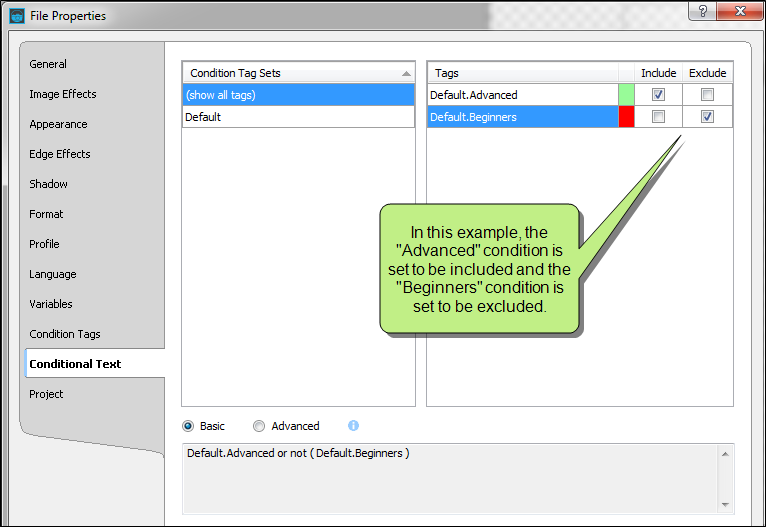 File Properties
?
General
Image Effects
Appearance
Edge Effects
Shadow
Format
Profile
Language
Variables
Condition Tags
Conditional Text
Project
Condition Tag Sets
(show all tags)
Default
Tags Include Exclude
Default.Advanced
Default.Beginners
In this example, the
"Advanced" condition is
set to be included and the
"Beginners" condition is
set to be excluded.
Basic Advanced
Default.Advanced or not ( Default.Beginners )